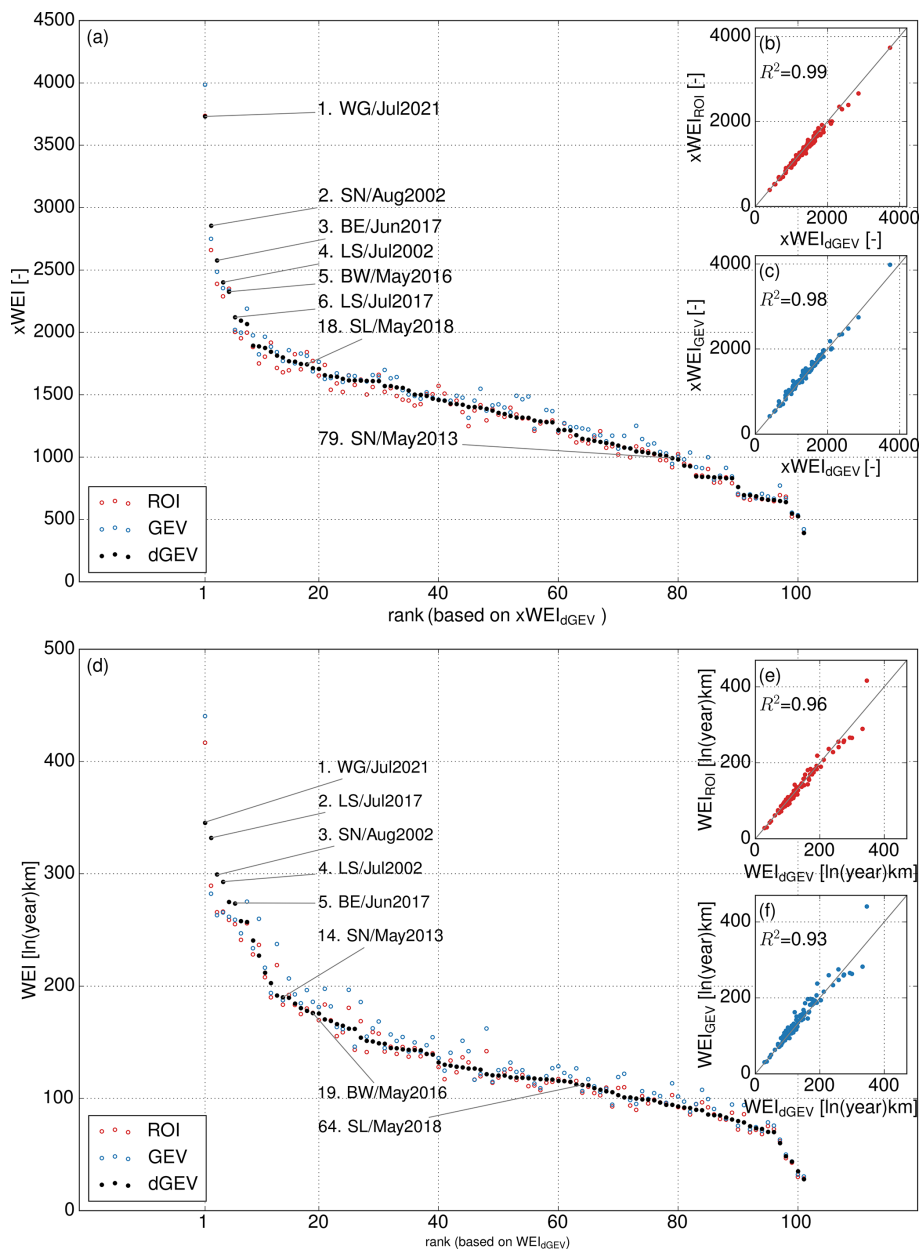 (a)
4500
4000
3500
3000
2500
2000
1500
1000
500
0
xWEI [-]
1. WG/Jul2021
2. SN/Aug2002
3. BE/Jun2017
4. LS/Jul2002
5. BW/May2016
6. LS/Jul2017
18. SL/May2018
79. SN/May2013
ROI
GEV
dGEV
1 20 40 60 80 100
rank (based on xWEI_dGEV )
(b)
R²=0.99
4000
2000
0
xWEI_ROI [-]
0 2000 4000
xWEI_dGEV [-]
(c)
R²=0.98
4000
2000
0
xWEI_GEV [-]
0 2000 4000
xWEI_dGEV [-]
(d)
500
400
300
200
100
0
WEI [ln(year)km]
1. WG/Jul2021
2. LS/Jul2017
3. SN/Aug2002
4. LS/Jul2002
5. BE/Jun2017
14. SN/May2013
19. BW/May2016
64. SL/May2018
ROI
GEV
dGEV
1 20 40 60 80 100
rank (based on WEI_dGEV)
(e)
R²=0.96
400
200
0
WEI_ROI [ln(year)km]
0 200 400
WEI_dGEV [ln(year)km]
(f)
R²=0.93
400
200
0
WEI_GEV [ln(year)km]
0 200 400
WEI_dGEV [ln(year)km]